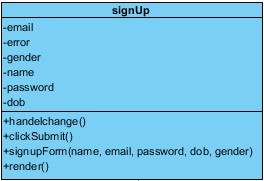 signUp
-email
-error
-gender
-name
-password
-dob
+handelchange()
+clickSubmit()
+signupForm(name, email, password, dob, gender)
+render()